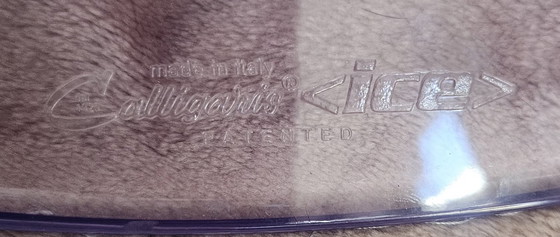 made in italy
Calligaris® <ice>
PATENTED